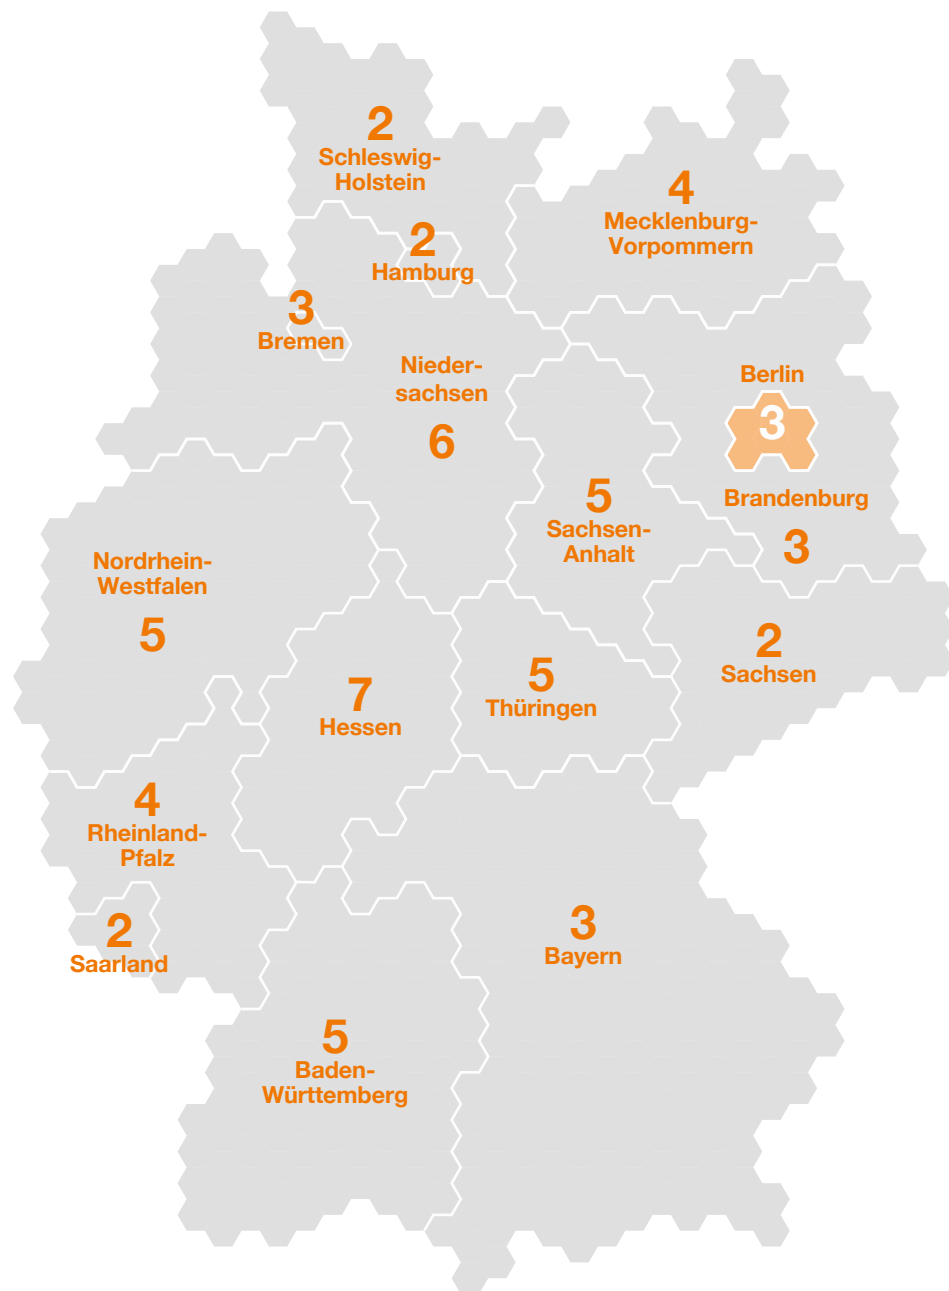 2
Schleswig-
Holstein
4
Mecklenburg-
Vorpommern
2
Hamburg
3
Bremen
Nieder-
sachsen
6
Berlin
3
Brandenburg
3
5
Sachsen-
Anhalt
Nordrhein-
Westfalen
5
2
Sachsen
7
Hessen
5
Thüringen
4
Rheinland-
Pfalz
2
Saarland
3
Bayern
5
Baden-
Württemberg